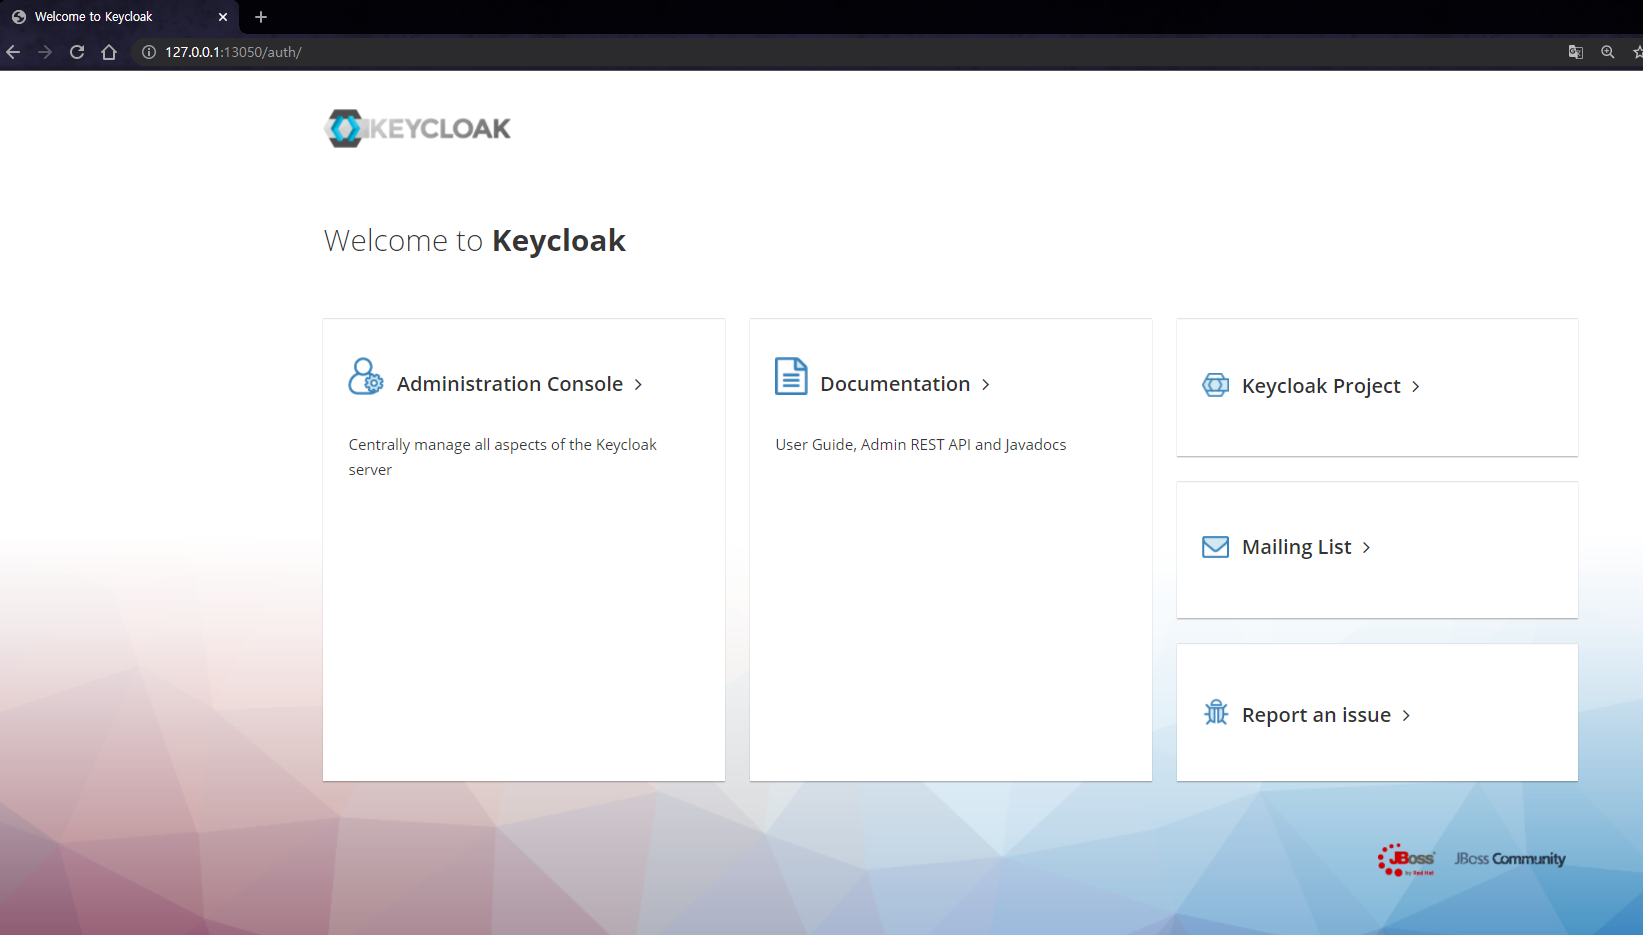 Welcome to Keycloak
127.0.0.1:13050/auth/
KEYCLOAK
Welcome to Keycloak
Administration Console
Centrally manage all aspects of the Keycloak
server
Documentation
User Guide, Admin REST API and Javadocs
Keycloak Project
Mailing List
Report an issue
JBoss
by Red Hat
JBoss Community